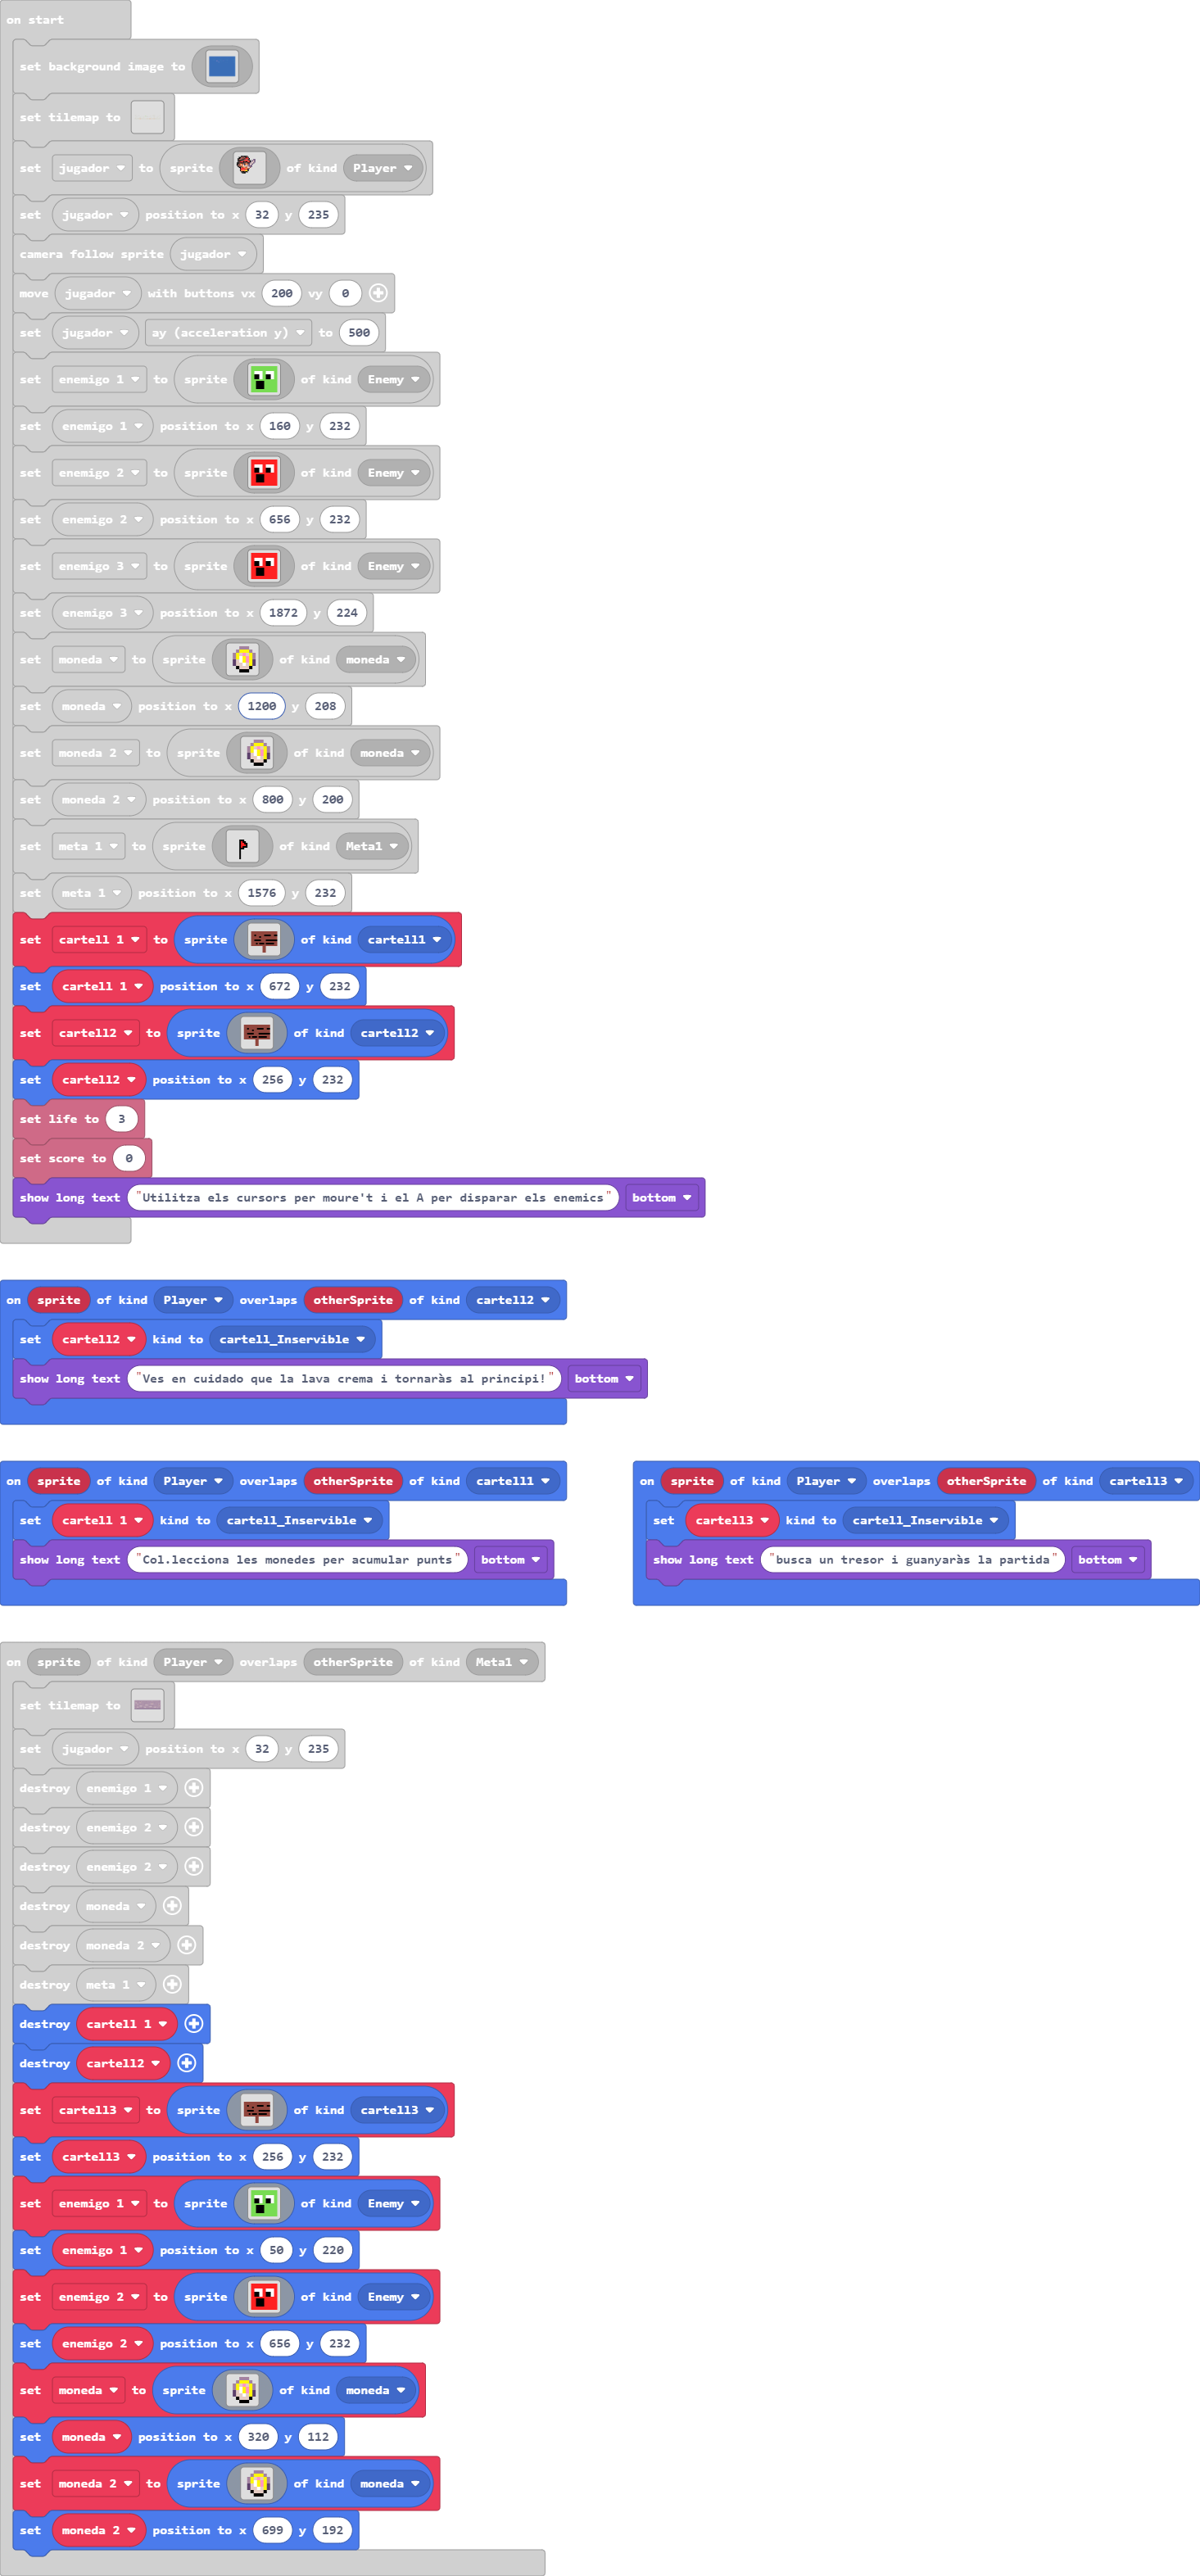 on start
set background image to
set tilemap to
set jugador to sprite of kind Player
set jugador position to x 32 y 235
camera follow sprite jugador
move jugador with buttons vx 200 vy 0
set jugador ay (acceleration y) to 500
set enemigo 1 to sprite of kind Enemy
set enemigo 1 position to x 160 y 232
set enemigo 2 to sprite of kind Enemy
set enemigo 2 position to x 656 y 232
set enemigo 3 to sprite of kind Enemy
set enemigo 3 position to x 1872 y 224
set moneda to sprite of kind moneda
set moneda position to x 1200 y 208
set moneda 2 to sprite of kind moneda
set moneda 2 position to x 800 y 200
set meta 1 to sprite of kind Meta1
set meta 1 position to x 1576 y 232
set cartell 1 to sprite of kind cartell1
set cartell 1 position to x 672 y 232
set cartell2 to sprite of kind cartell2
set cartell2 position to x 256 y 232
set life to 3
set score to 0
show long text "Utilitza els cursors per moure't i el A per disparar els enemics" bottom
on sprite of kind Player overlaps otherSprite of kind cartell2
set cartell2 kind to cartell_Inservible
show long text "Ves en cuidado que la lava crema i tornaràs al principi!" bottom
on sprite of kind Player overlaps otherSprite of kind cartell1
set cartell 1 kind to cartell_Inservible
show long text "Col.lecciona les monedes per acumular punts" bottom
on sprite of kind Player overlaps otherSprite of kind cartell3
set cartell3 kind to cartell_Inservible
show long text "busca un tresor i guanyaràs la partida" bottom
on sprite of kind Player overlaps otherSprite of kind Meta1
set tilemap to
set jugador position to x 32 y 235
destroy enemigo 1
destroy enemigo 2
destroy enemigo 2
destroy moneda
destroy moneda 2
destroy meta 1
destroy cartell 1
destroy cartell2
set cartell3 to sprite of kind cartell3
set cartell3 position to x 256 y 232
set enemigo 1 to sprite of kind Enemy
set enemigo 1 position to x 50 y 220
set enemigo 2 to sprite of kind Enemy
set enemigo 2 position to x 656 y 232
set moneda to sprite of kind moneda
set moneda position to x 320 y 112
set moneda 2 to sprite of kind moneda
set moneda 2 position to x 699 y 192